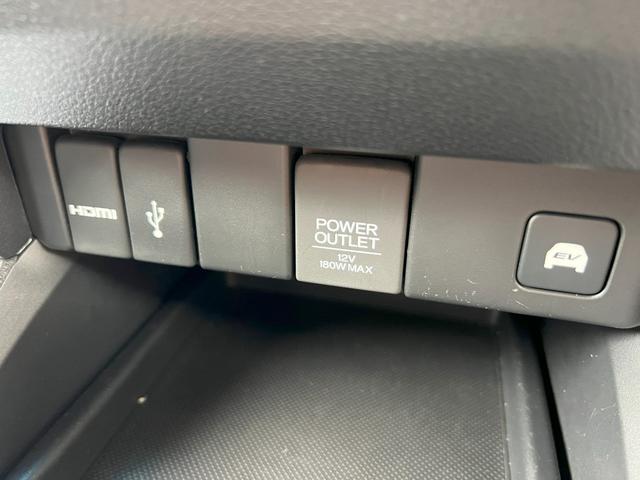 HDMI
POWER
OUTLET
12V
180W MAX
EV